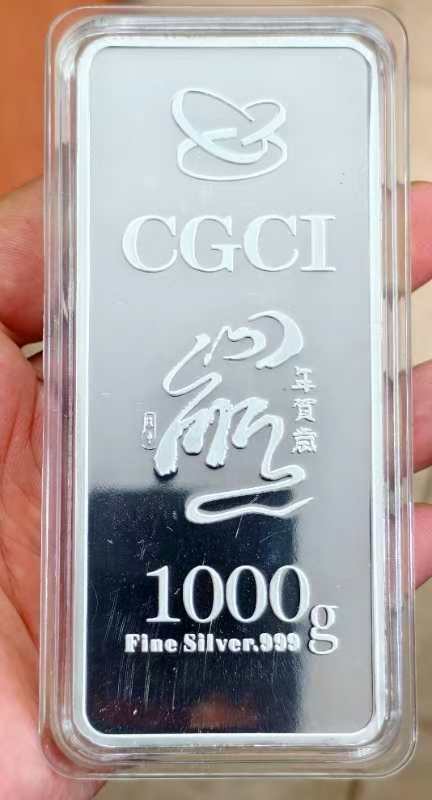 CGCI
年賀歲
1000g
Fine Silver.999